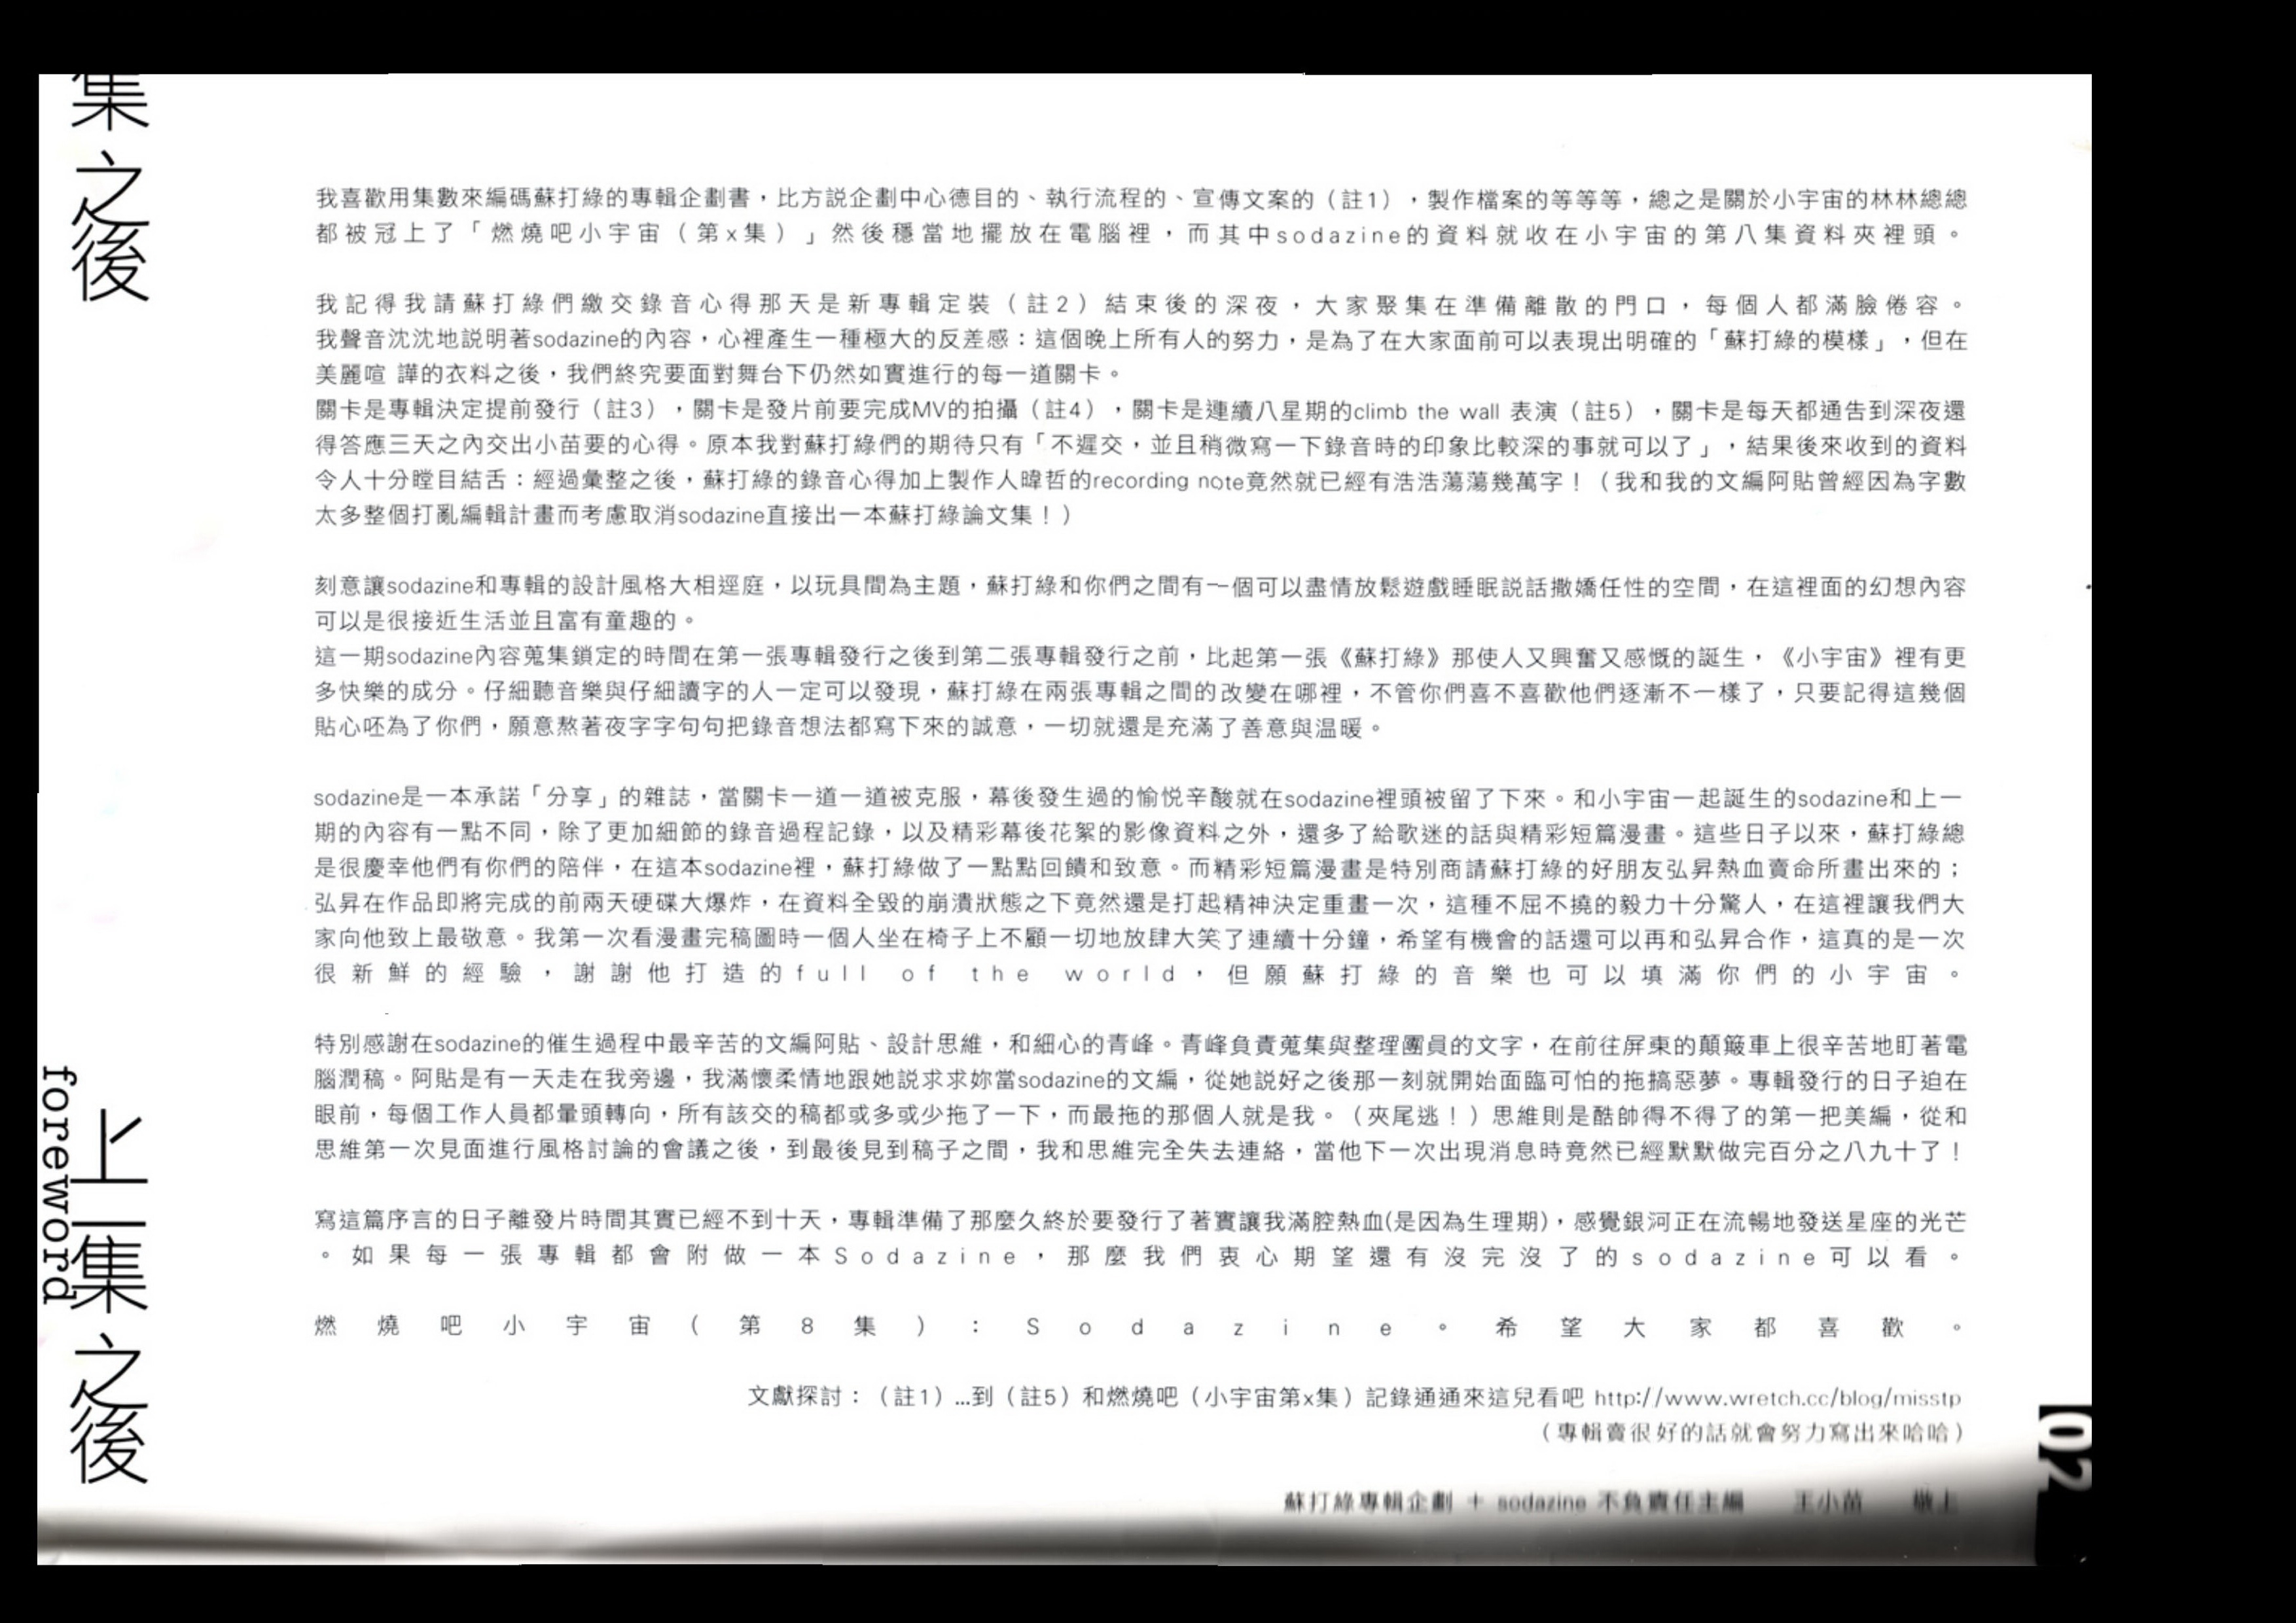 集之後
我喜歡用集數來編碼蘇打綠的專輯企劃書，比方説企劃中心德目的、執行流程的、宣傳文案的（註1），製作檔案的等等等，總之是關於小宇宙的林林總總
都被冠上了「燃燒吧小宇宙（第x集）」然後穩當地擺放在電腦裡，而其中sodazine的資料就收在小宇宙的第八集資料夾裡頭。
我記得我請蘇打綠們繳交錄音心得那天是新專輯定裝（註2）結束後的深夜，大家聚集在準備離散的門口，每個人都滿臉倦容。
我聲音沈沈地説明著sodazine的內容，心裡產生一種極大的反差感：這個晚上所有人的努力，是為了在大家面前可以表現出明確的「蘇打綠的模樣」，但在
美麗喧 譁的衣料之後，我們終究要面對舞台下仍然如實進行的每一道關卡。
關卡是專輯決定提前發行（註3），關卡是發片前要完成MV的拍攝（註4），關卡是連續八星期的climb the wall 表演（註5），關卡是每天都通告到深夜還
得答應三天之內交出小苗要的心得。原本我對蘇打綠們的期待只有「不遲交，並且稍微寫一下錄音時的印象比較深的事就可以了」，結果後來收到的資料
令人十分瞠目結舌：經過彙整之後，蘇打綠的錄音心得加上製作人暐哲的recording note竟然就已經有浩浩蕩蕩幾萬字！（我和我的文編阿貼曾經因為字數
太多整個打亂編輯計畫而考慮取消sodazine直接出一本蘇打綠論文集！）
刻意讓sodazine和專輯的設計風格大相逕庭，以玩具間為主題，蘇打綠和你們之間有一個可以盡情放鬆遊戲睡眠説話撒嬌任性的空間，在這裡面的幻想內容
可以是很接近生活並且富有童趣的。
這一期sodazine內容蒐集鎖定的時間在第一張專輯發行之後到第二張專輯發行之前，比起第一張《蘇打綠》那使人又興奮又感慨的誕生，《小宇宙》裡有更
多快樂的成分。仔細聽音樂與仔細讀字的人一定可以發現，蘇打綠在兩張專輯之間的改變在哪裡，不管你們喜不喜歡他們逐漸不一樣了，只要記得這幾個
貼心呸為了你們，願意熬著夜字字句句把錄音想法都寫下來的誠意，一切就還是充滿了善意與温暖。
sodazine是一本承諾「分享」的雜誌，當關卡一道一道被克服，幕後發生過的愉悦辛酸就在sodazine裡頭被留了下來。和小宇宙一起誕生的sodazine和上一
期的內容有一點不同，除了更加細節的錄音過程記錄，以及精彩幕後花絮的影像資料之外，還多了給歌迷的話與精彩短篇漫畫。這些日子以來，蘇打綠總
是很慶幸他們有你們的陪伴，在這本sodazine裡，蘇打綠做了一點點回饋和致意。而精彩短篇漫畫是特別商請蘇打綠的好朋友弘昇熱血賣命所畫出來的；
弘昇在作品即將完成的前兩天硬碟大爆炸，在資料全毀的崩潰狀態之下竟然還是打起精神決定重畫一次，這種不屈不撓的毅力十分驚人，在這裡讓我們大
家向他致上最敬意。我第一次看漫畫完稿圖時一個人坐在椅子上不顧一切地放肆大笑了連續十分鐘，希望有機會的話還可以再和弘昇合作，這真的是一次
很新鮮的經驗，謝謝他打造的full of the world，但願蘇打綠的音樂也可以填滿你們的小宇宙。
特別感謝在sodazine的催生過程中最辛苦的文編阿貼、設計思維，和細心的青峰。青峰負責蒐集與整理團員的文字，在前往屏東的顛簸車上很辛苦地盯著電
腦潤稿。阿貼是有一天走在我旁邊，我滿懷柔情地跟她説求求妳當sodazine的文編，從她説好之後那一刻就開始面臨可怕的拖搞惡夢。專輯發行的日子迫在
眼前，每個工作人員都暈頭轉向，所有該交的稿都或多或少拖了一下，而最拖的那個人就是我。（夾尾逃！）思維則是酷帥得不得了的第一把美編，從和
思維第一次見面進行風格討論的會議之後，到最後見到稿子之間，我和思維完全失去連絡，當他下一次出現消息時竟然已經默默做完百分之八九十了！
寫這篇序言的日子離發片時間其實已經不到十天，專輯準備了那麼久終於要發行了著實讓我滿腔熱血(是因為生理期)，感覺銀河正在流暢地發送星座的光芒
。如果每一張專輯都會附做一本Sodazine，那麼我們衷心期望還有沒完沒了的sodazine可以看。
燃燒吧小宇宙（第8集）：Sodazine。希望大家都喜歡。
文獻探討：（註1）...到（註5）和燃燒吧（小宇宙第x集）記錄通通來這兒看吧 http://www.wretch.cc/blog/misstp
（專輯賣很好的話就會努力寫出來哈哈）
蘇打綠專輯企劃 + sodazine 不負責任主編 王小苗 敬上
上一集之後
foreword
02